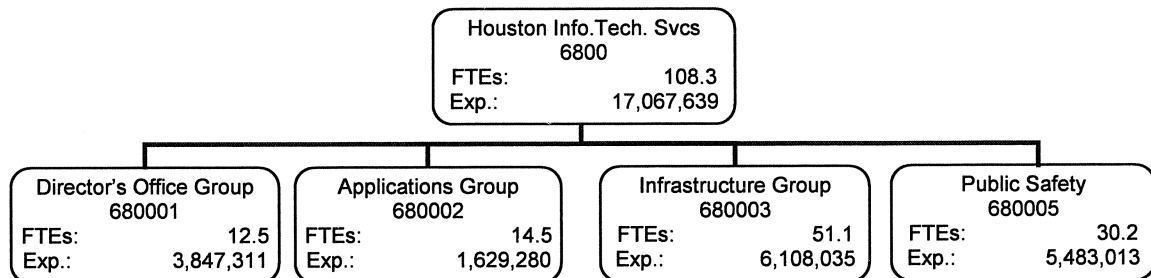 Houston Info.Tech. Svcs
6800
FTEs: 108.3
Exp.: 17,067,639
Director's Office Group
680001
FTEs: 12.5
Exp.: 3,847,311
Applications Group
680002
FTEs: 14.5
Exp.: 1,629,280
Infrastructure Group
680003
FTEs: 51.1
Exp.: 6,108,035
Public Safety
680005
FTEs: 30.2
Exp.: 5,483,013